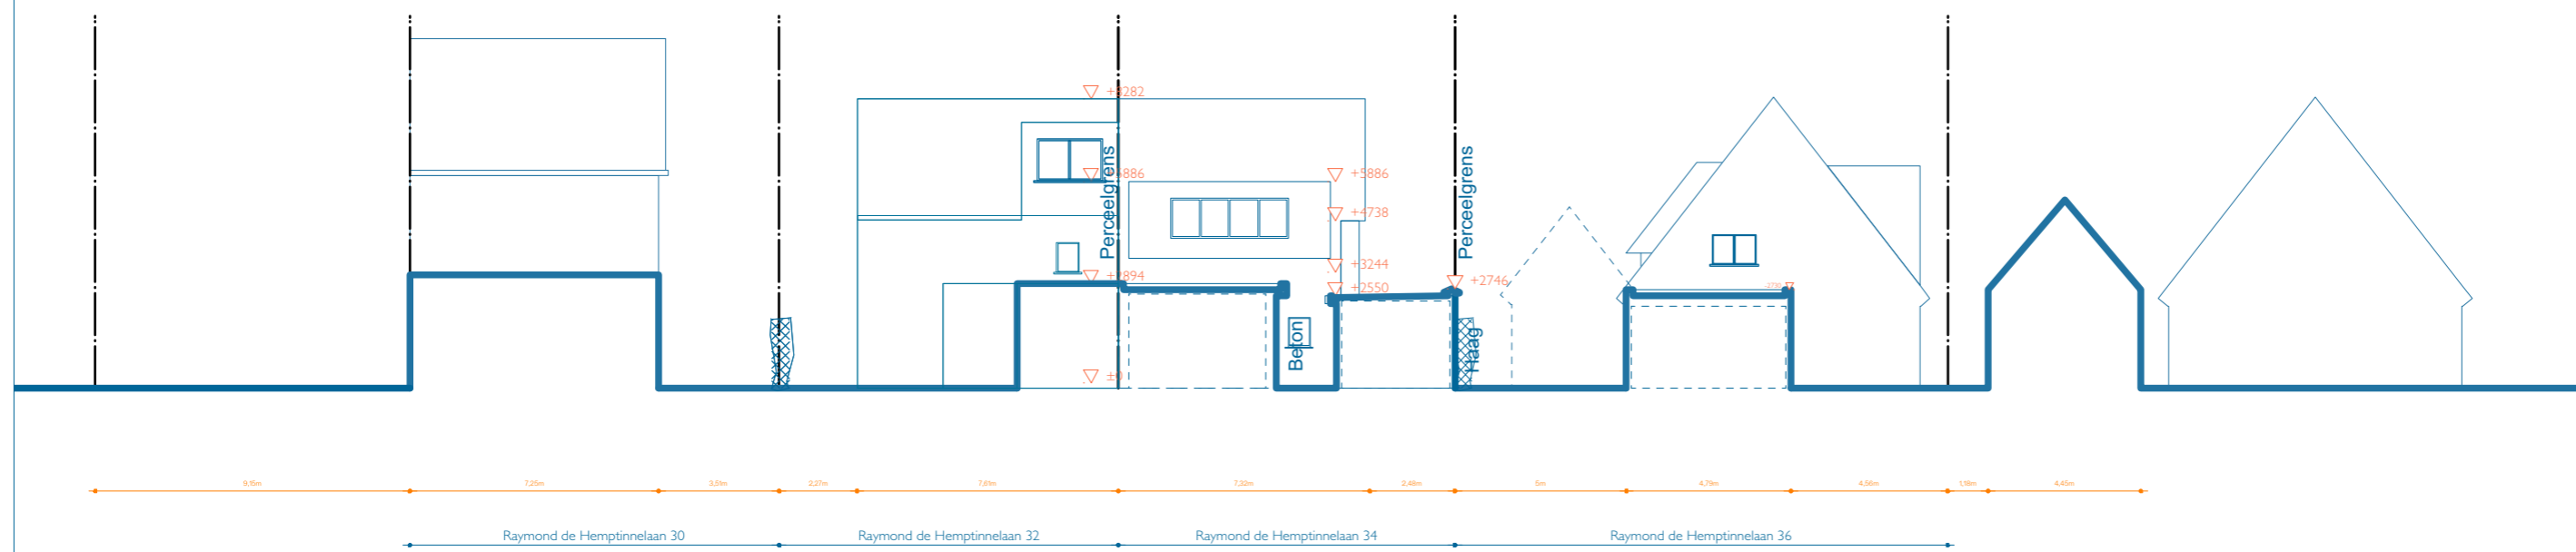 +8282
Perceelgrens
+5886
+5886
Perceelgrens
+4738
+3244
+2894
+2550
+2746
Beton
Haag
±0
9,15m
7,25m
3,51m
2,27m
7,61m
7,32m
2,48m
5m
4,79m
4,56m
1,18m
4,45m
Raymond de Hemptinnelaan 30
Raymond de Hemptinnelaan 32
Raymond de Hemptinnelaan 34
Raymond de Hemptinnelaan 36